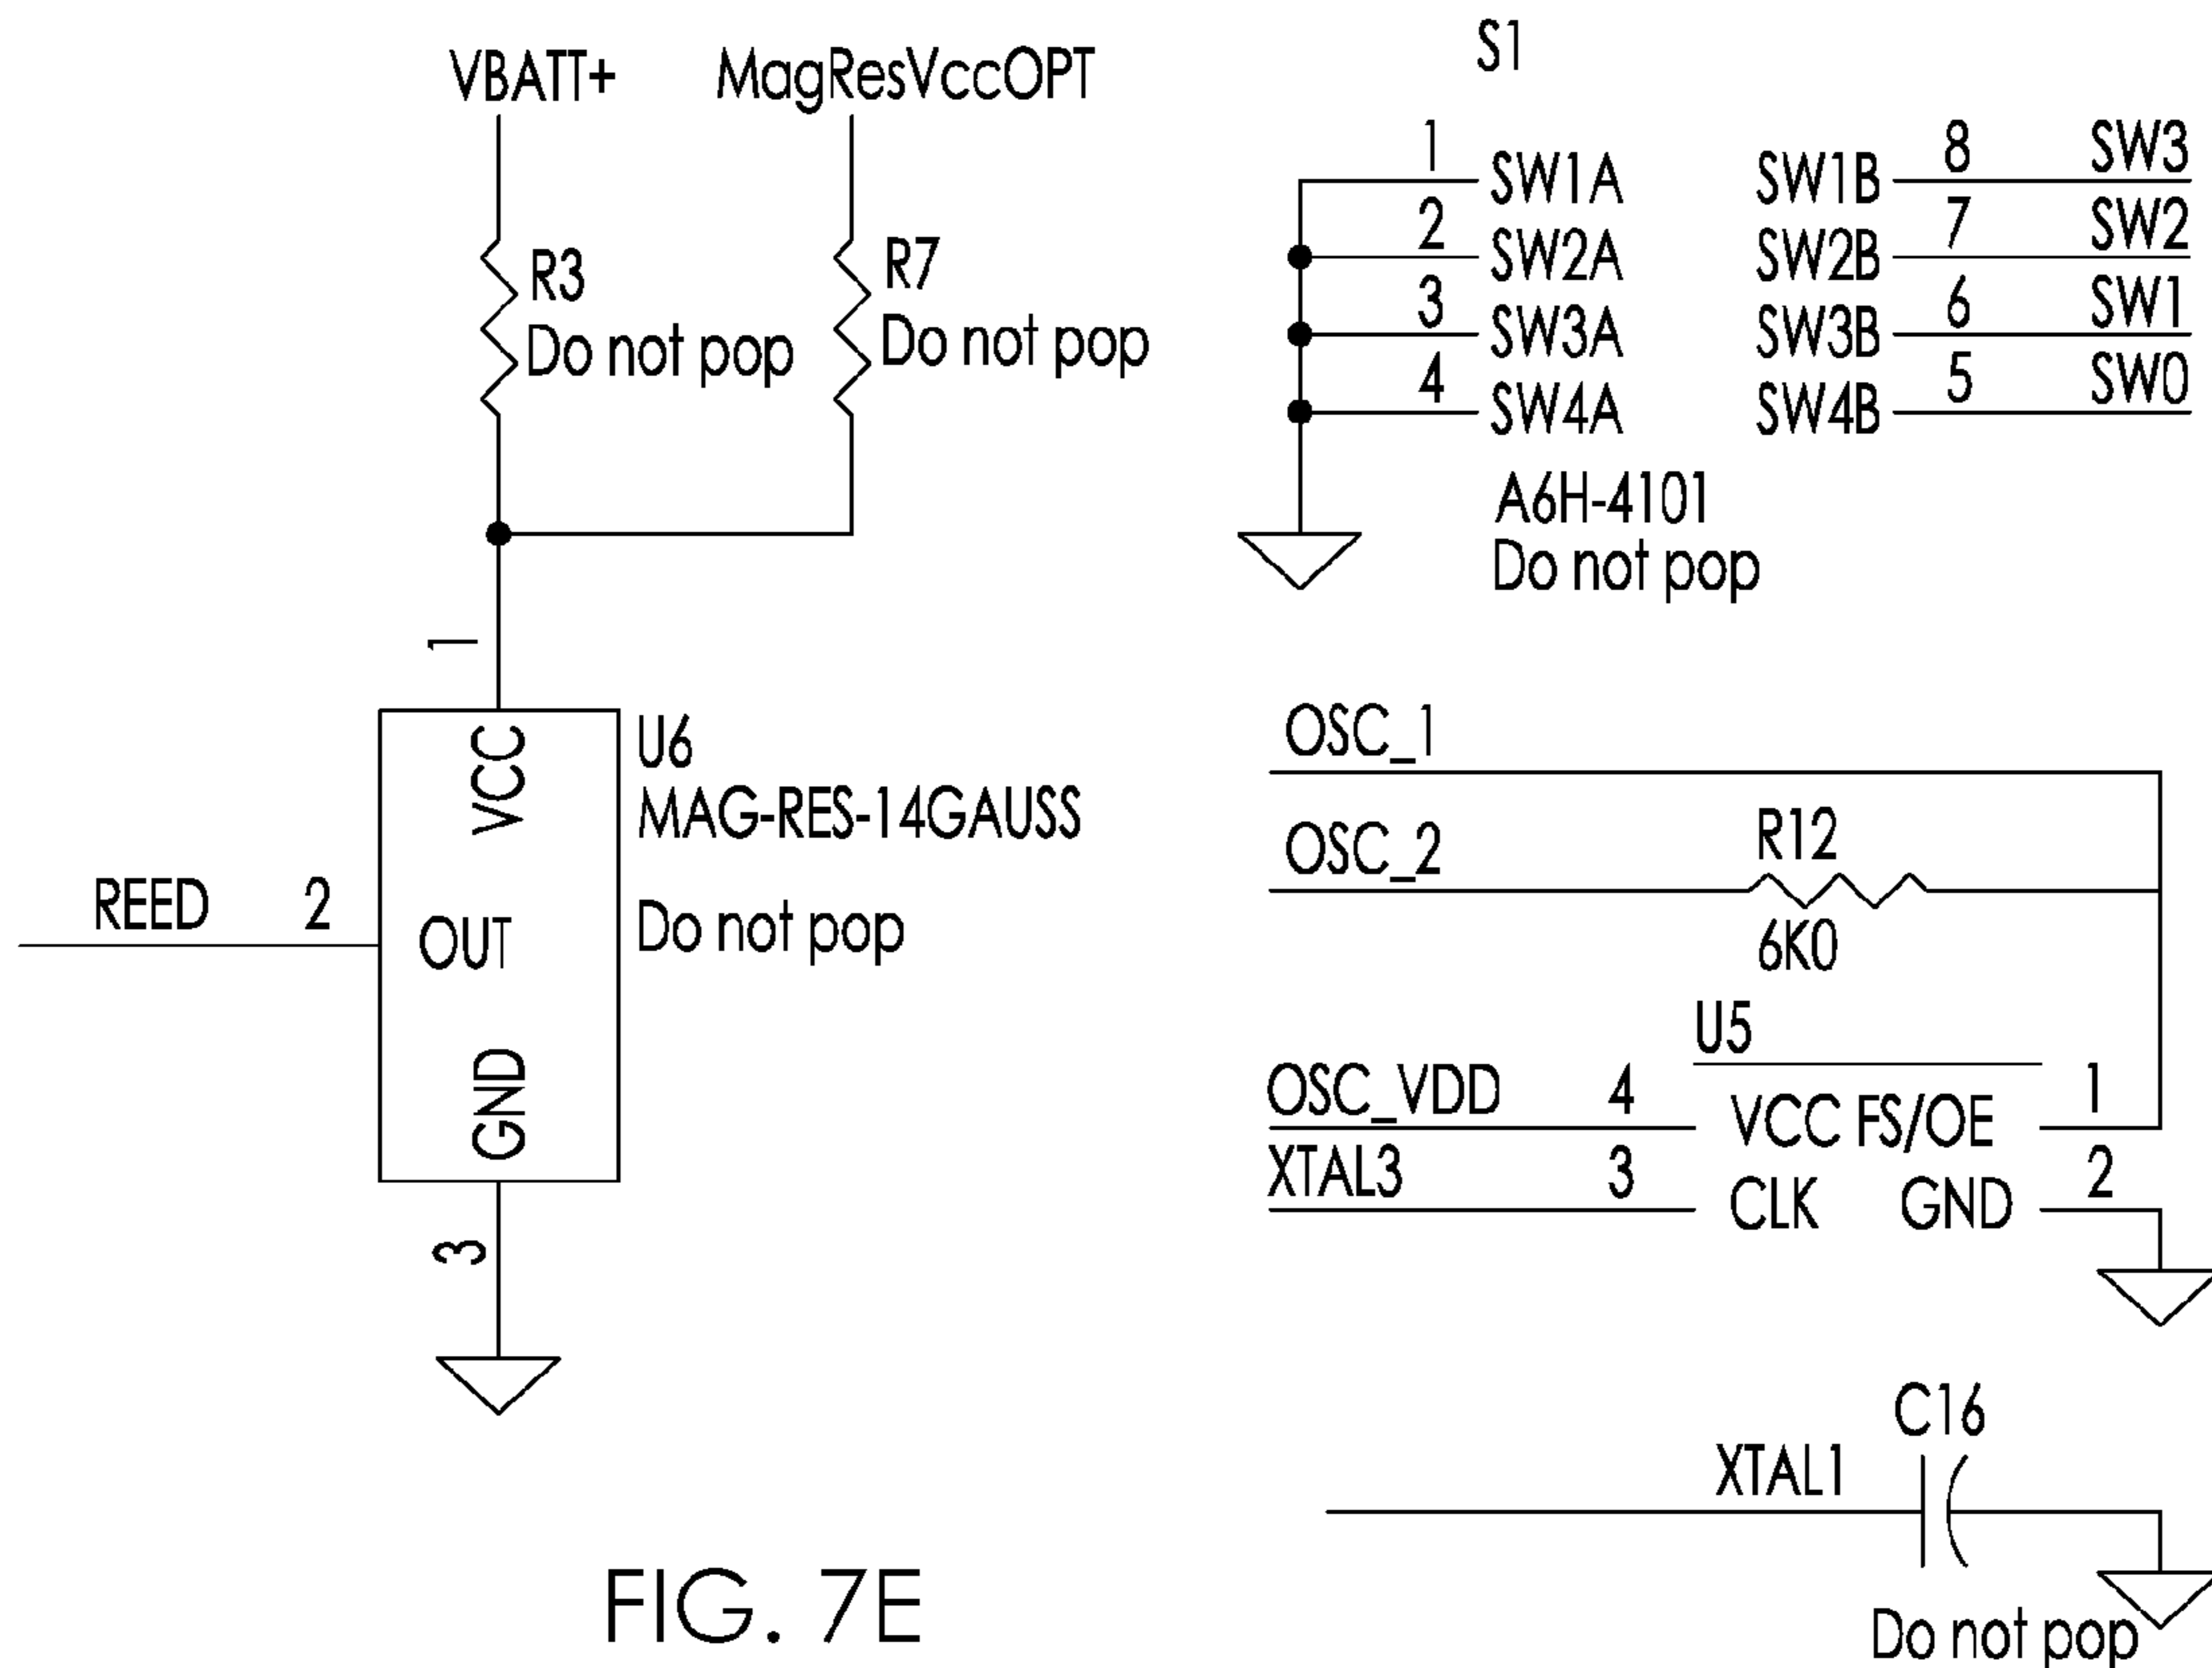 VBATT+ MagResVccOPT
R3
Do not pop
R7
Do not pop
1
VCC
U6
MAG-RES-14GAUSS
Do not pop
REED 2
OUT
GND
3
S1
1 SW1A SW1B 8 SW3
2 SW2A SW2B 7 SW2
3 SW3A SW3B 6 SW1
4 SW4A SW4B 5 SW0
A6H-4101
Do not pop
OSC_1
OSC_2
R12
6K0
U5
OSC_VDD 4 VCC FS/OE 1
XTAL3 3 CLK GND 2
C16
XTAL1
Do not pop
FIG. 7E